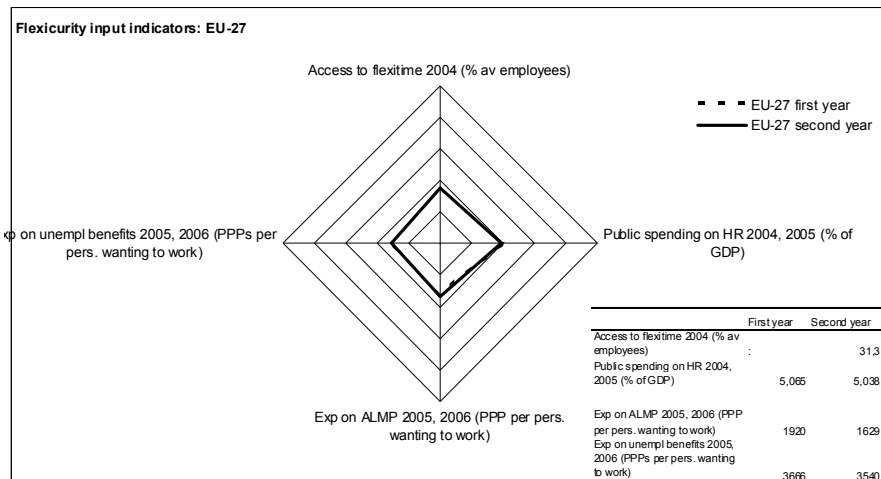 Flexicurity input indicators: EU-27
Access to flexitime 2004 (% av employees)
EU-27 first year
EU-27 second year
xp on unempl benefits 2005, 2006 (PPPs per
pers. wanting to work)
Public spending on HR 2004, 2005 (% of
GDP)
Exp on ALMP 2005, 2006 (PPP per pers.
wanting to work)
First year Second year
Access to flexitime 2004 (% av
employees) : 31,3
Public spending on HR 2004,
2005 (% of GDP) 5,065 5,038
Exp on ALMP 2005, 2006 (PPP
per pers. wanting to work) 1920 1629
Exp on unempl benefits 2005,
2006 (PPPs per pers. wanting
to work) 3666 3540